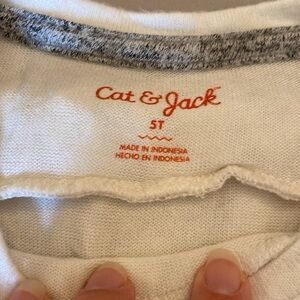 Cat & Jack
5T
MADE IN INDONESIA
HECHO EN INDONESIA